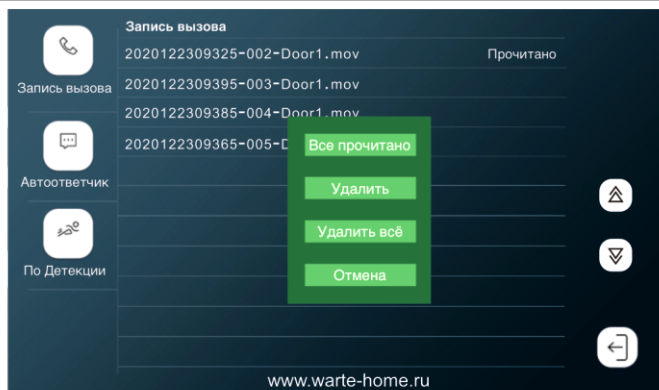 Запись вызова
Автоответчик
По Детекции
Запись вызова
2020122309325-002-Door1.mov Прочитано
2020122309395-003-Door1.mov
2020122309385-004-Door1.mov
2020122309365-005-D
Все прочитано
Удалить
Удалить всё
Отмена
www.warte-home.ru